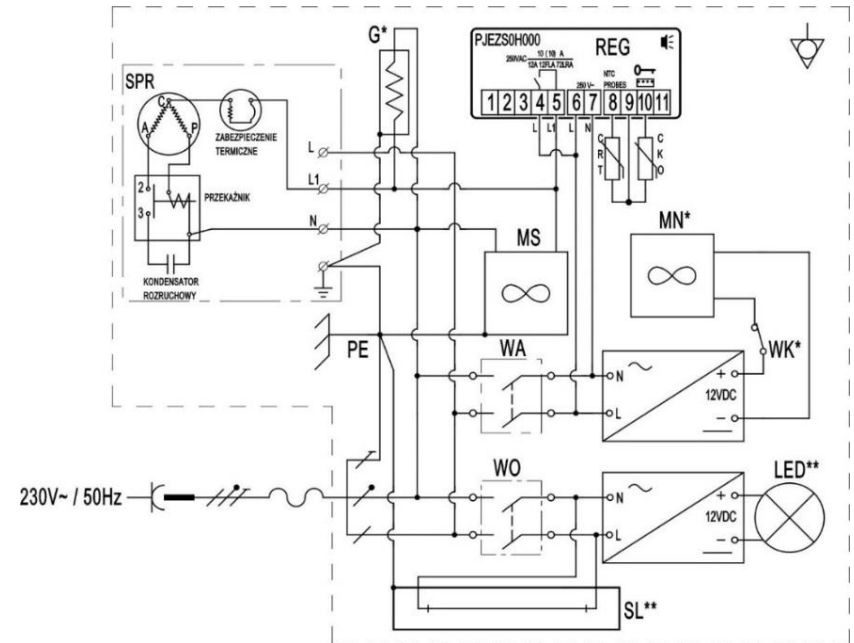 G*
PJEZS0H000
REG
10 (10) A
250VAC
12A 12FLA 72LRA
250 V~
NTC
PROBES
1 2 3 4 5 6 7 8 9 10 11
L L1 L N
C
R
T
C
K
O
SPR
C
A
P
ZABEZPIECZENIE
TERMICZNE
2
3
PRZEKAŹNIK
KONDENSATOR
ROZRUCHOWY
L
L1
N
MS
MN*
PE
WA
WK*
N
L
+
12VDC
−
230V~ / 50Hz
WO
N
L
+
12VDC
−
LED**
SL**